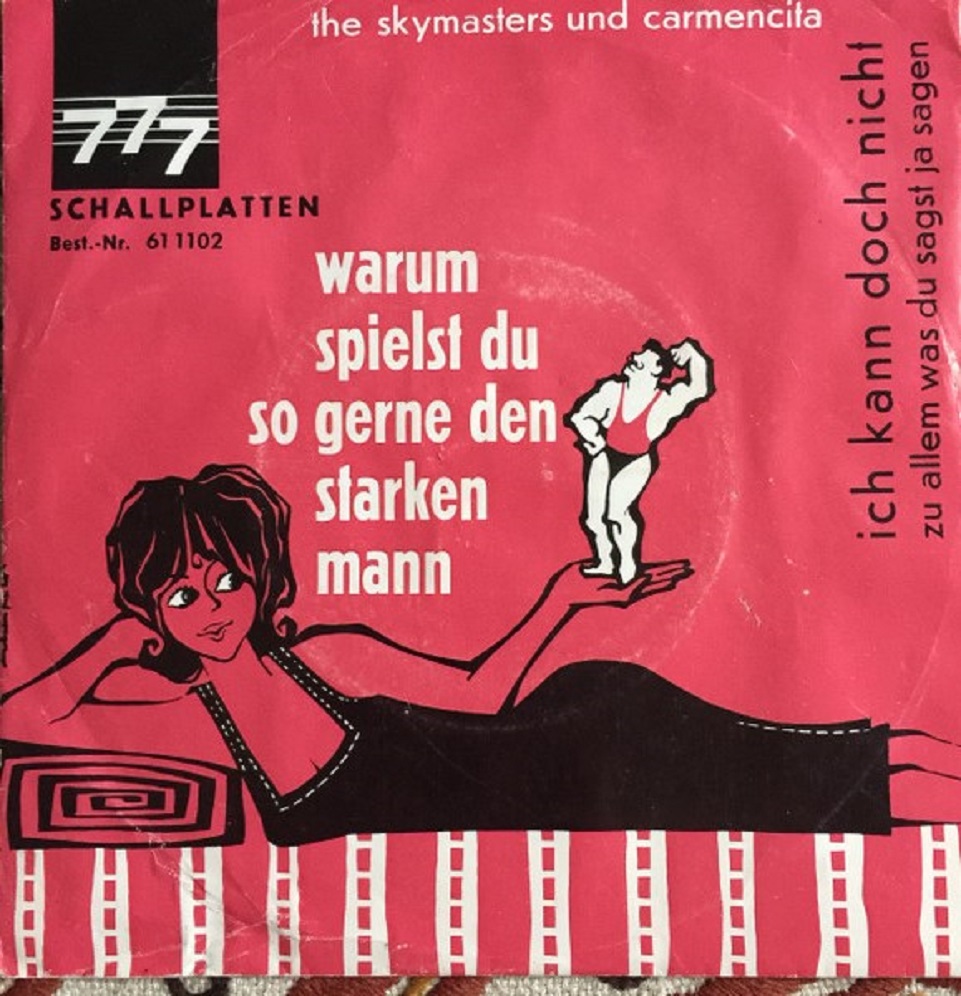 the skymasters und carmencita
777
SCHALLPLATTEN
Best.-Nr. 61 1102
warum
spielst du
so gerne den
starken
mann
ich kann doch nicht
zu allem was du sagst ja sagen